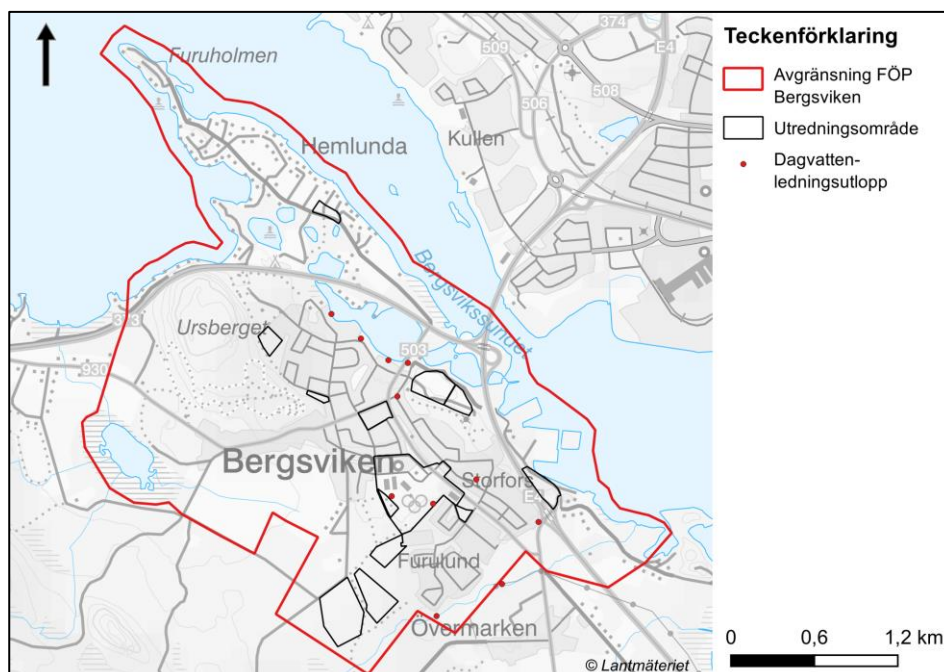 Furuholmen
Hemlunda
Kullen
509
374
E4
508
506
Bergsvikssundet
Ursberget
373
930
503
Bergsviken
Storfors
E4
Furulund
Övermarken
© Lantmäteriet
Teckenförklaring
Avgränsning FÖP
Bergsviken
Utredningsområde
Dagvatten-
ledningsutlopp
0 0,6 1,2 km